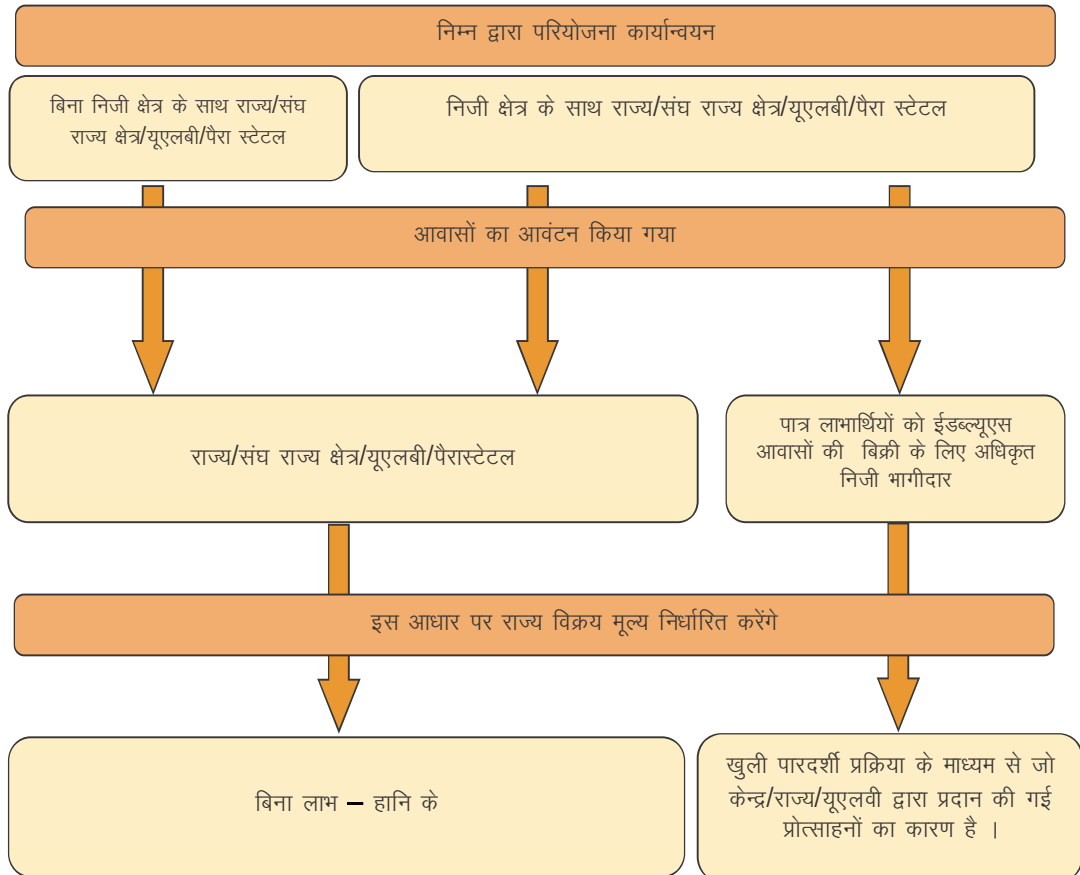 निम्न द्वारा परियोजना कार्यान्वयन
बिना निजी क्षेत्र के साथ राज्य/संघ
राज्य क्षेत्र/यूएलबी/पैरा स्टेटल
निजी क्षेत्र के साथ राज्य/संघ राज्य क्षेत्र/यूएलबी/पैरा स्टेटल
आवासों का आवंटन किया गया
राज्य/संघ राज्य क्षेत्र/यूएलबी/पैरास्टेटल
पात्र लाभार्थियों को ईडब्ल्यूएस
आवासों की बिक्री के लिए अधिकृत
निजी भागीदार
इस आधार पर राज्य विक्रय मूल्य निर्धारित करेंगे
बिना लाभ – हानि के
खुली पारदर्शी प्रक्रिया के माध्यम से जो
केन्द्र/राज्य/यूएलवी द्वारा प्रदान की गई
प्रोत्साहनों का कारण है ।